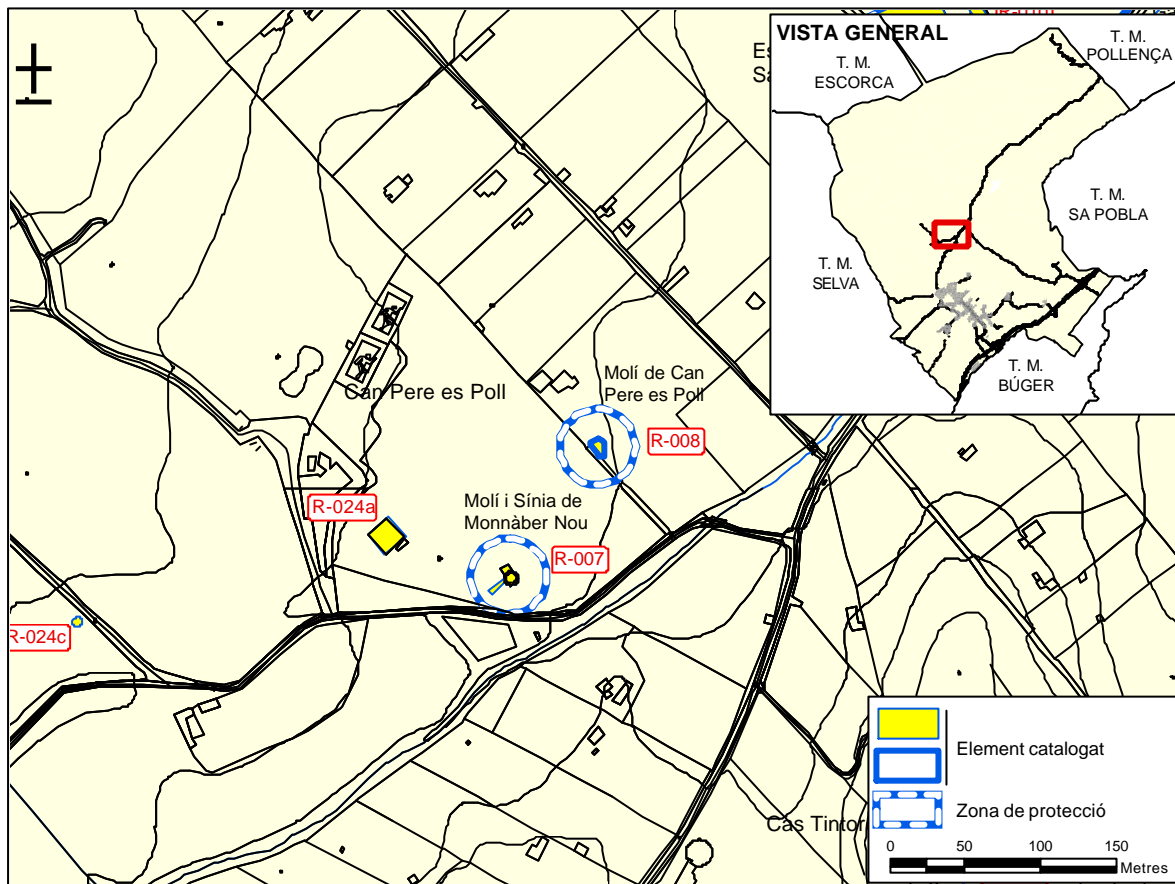 VISTA GENERAL
T. M.
POLLENÇA
T. M.
ESCORCA
T. M.
SA POBLA
T. M.
SELVA
T. M.
BÚGER
Can Pere es Poll
Molí de Can
Pere es Poll
R-008
R-024a
Molí i Sínia de
Monnàber Nou
R-007
R-024c
Cas Tintor
Element catalogat
Zona de protecció
0 50 100 150
Metres